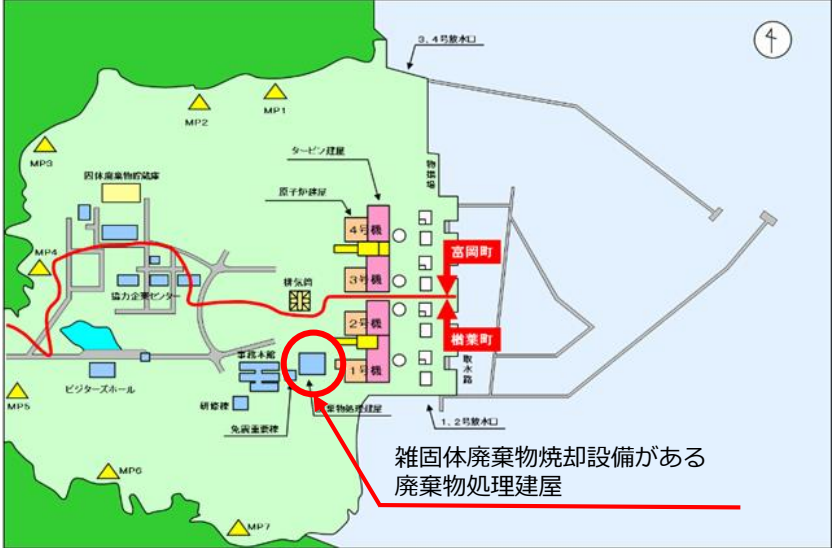 3，4号放水口
MP1
MP2
タービン建屋
MP3
固体廃棄物貯蔵庫
原子炉建屋
4号機
富岡町
MP4
3号機
排気筒
協力企業センター
2号機
楢葉町
事務本館
取水路
1号機
ビジターズホール
MP5
研修棟
廃棄物処理建屋
免震重要棟
1，2号放水口
雑固体廃棄物焼却設備がある
廃棄物処理建屋
MP6
MP7